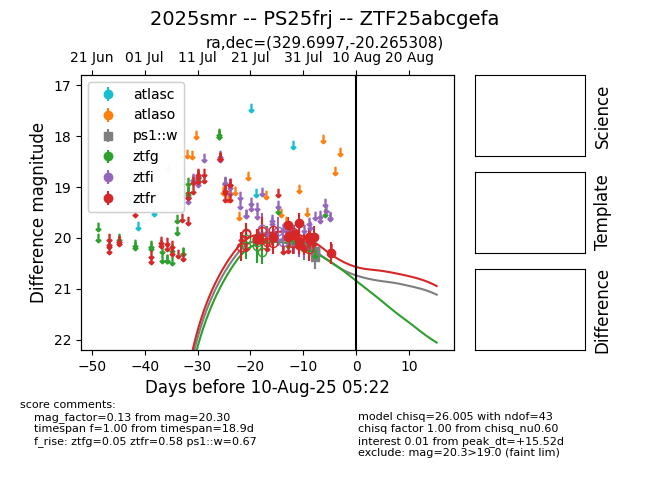 2025smr -- PS25frj -- ZTF25abcgefa
ra,dec=(329.6997,-20.265308)
21 Jun 01 Jul 11 Jul 21 Jul 31 Jul 10 Aug 20 Aug
17
18
19
20
21
22
Difference magnitude
atlasc
atlaso
ps1::w
ztfg
ztfi
ztfr
−50 −40 −30 −20 −10 0 10
Days before 10-Aug-25 05:22
Science
Template
Difference
score comments:
mag_factor=0.13 from mag=20.30
timespan f=1.00 from timespan=18.9d
f_rise: ztfg=0.05 ztfr=0.58 ps1::w=0.67
model chisq=26.005 with ndof=43
chisq factor 1.00 from chisq_nu0.60
interest 0.01 from peak_dt=+15.52d
exclude: mag=20.3>19.0 (faint lim)